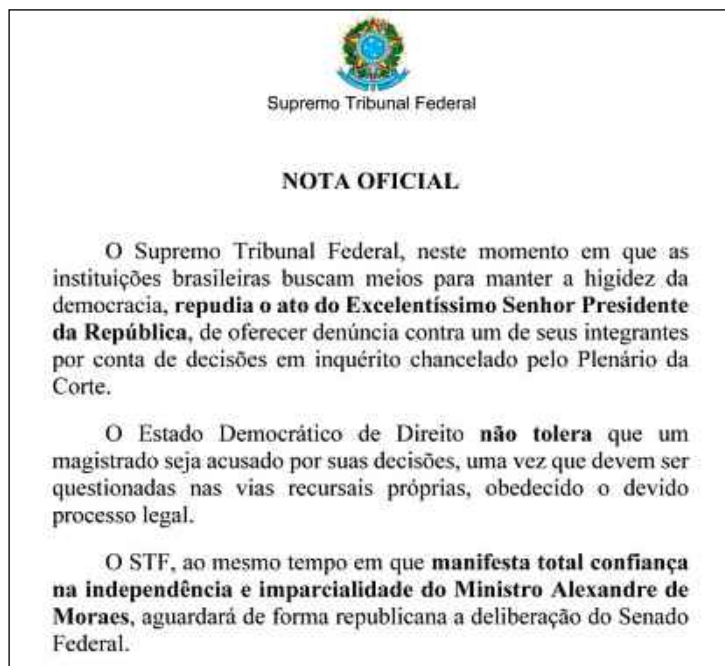 Supremo Tribunal Federal
NOTA OFICIAL
O Supremo Tribunal Federal, neste momento em que as
instituições brasileiras buscam meios para manter a higidez da
democracia, repudia o ato do Excelentíssimo Senhor Presidente
da República, de oferecer denúncia contra um de seus integrantes
por conta de decisões em inquérito chancelado pelo Plenário da
Corte.
O Estado Democrático de Direito não tolera que um
magistrado seja acusado por suas decisões, uma vez que devem ser
questionadas nas vias recursais próprias, obedecido o devido
processo legal.
O STF, ao mesmo tempo em que manifesta total confiança
na independência e imparcialidade do Ministro Alexandre de
Moraes, aguardará de forma republicana a deliberação do Senado
Federal.